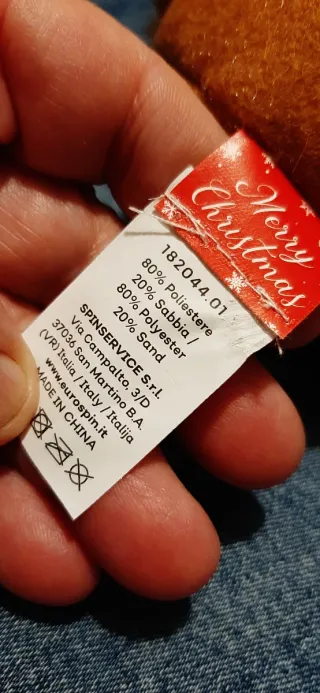 Merry
Christmas
182044.01
80% Poliestere
20% Sabbia /
80% Polyester
20% Sand
SPINSERVICE S.r.l.
Via Campalto, 3/D
37036 San Martino B.A.
(VR) Italia / Italy / Italija
www.eurospin.it
MADE IN CHINA